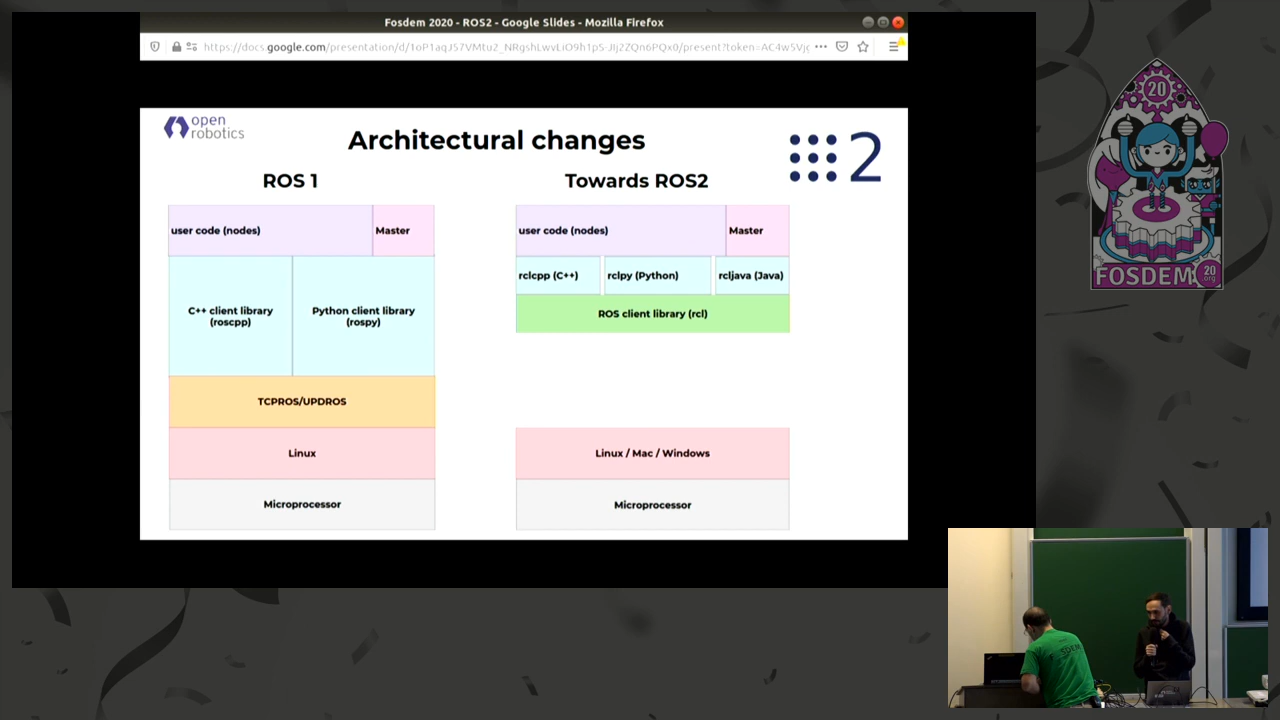 Fosdem 2020 - ROS2 - Google Slides - Mozilla Firefox
open
robotics
Architectural changes
2
ROS 1
Towards ROS2
user code (nodes)
Master
C++ client library
(roscpp)
Python client library
(rospy)
TCPROS/UPDROS
Linux
Microprocessor
user code (nodes)
Master
rclcpp (C++)
rclpy (Python)
rcljava (Java)
ROS client library (rcl)
Linux / Mac / Windows
Microprocessor
20
FOSDEM
20
.org